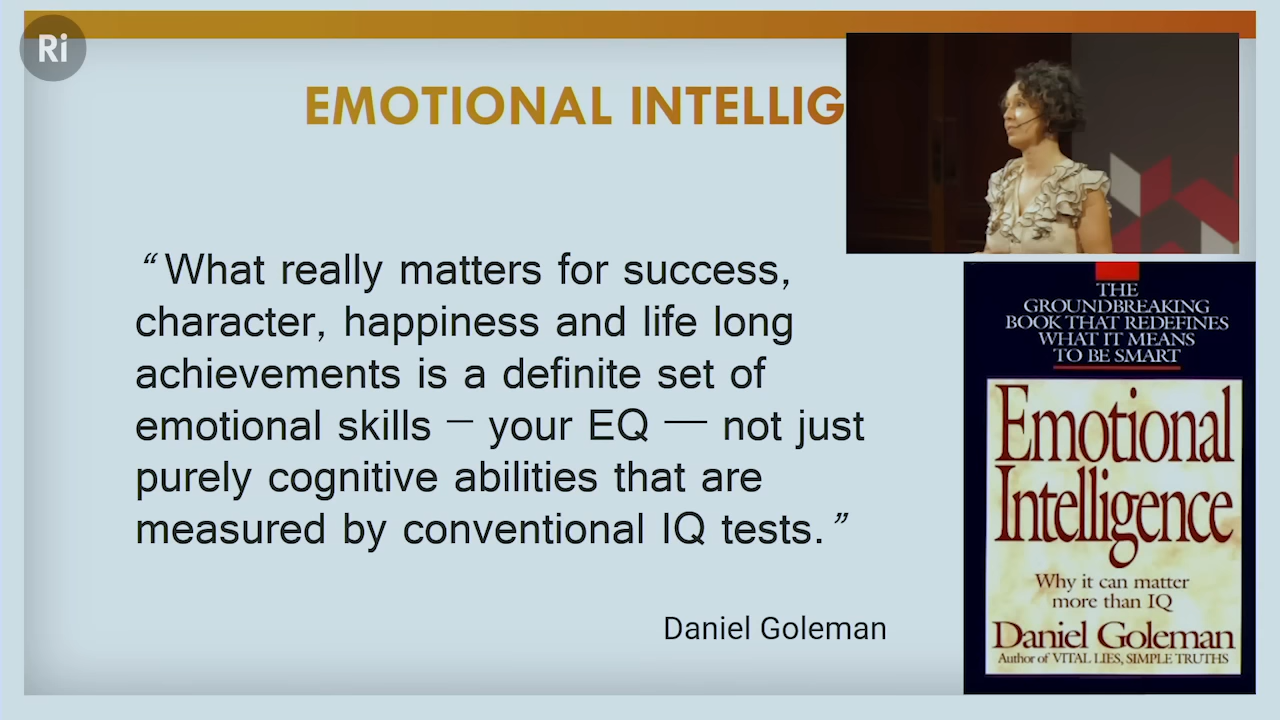 Ri
EMOTIONAL INTELLIG
“What really matters for success,
character, happiness and life long
achievements is a definite set of
emotional skills – your EQ — not just
purely cognitive abilities that are
measured by conventional IQ tests.”
Daniel Goleman
THE
GROUNDBREAKING
BOOK THAT REDEFINES
WHAT IT MEANS
TO BE SMART
Emotional
Intelligence
Why it can matter
more than IQ
Daniel Goleman
Author of VITAL LIES, SIMPLE TRUTHS